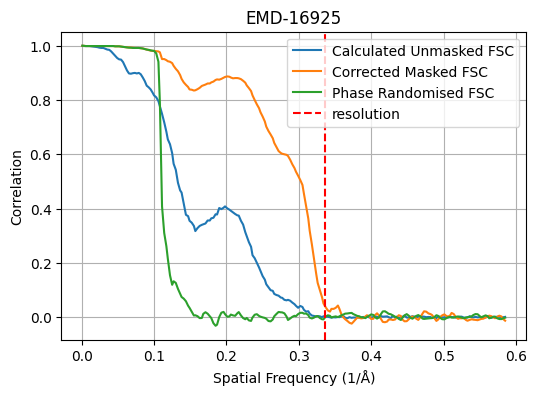 EMD-16925
1.0
0.8
0.6
0.4
0.2
0.0
Correlation
Calculated Unmasked FSC
Corrected Masked FSC
Phase Randomised FSC
resolution
0.0 0.1 0.2 0.3 0.4 0.5 0.6
Spatial Frequency (1/Å)